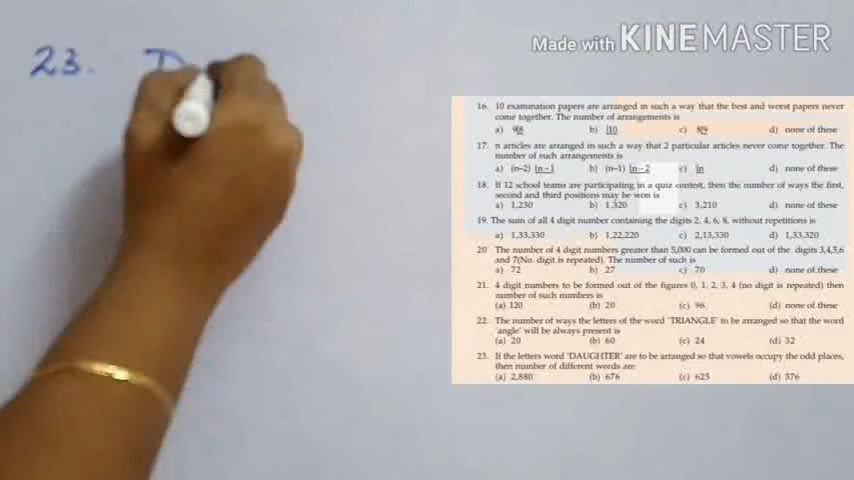 Made with KINEMASTER
23. D
16. 10 examination papers are arranged in such a way that the best and worst papers never
come together. The number of arrangements is
a) 9|8 b) |10 c) 8|9 d) none of these
17. n articles are arranged in such a way that 2 particular articles never come together. The
number of such arrangements is
a) (n-2) |n-1 b) (n-1) |n-2 c) |n d) none of these
18. If 12 school teams are participating in a quiz contest, then the number of ways the first,
second and third positions may be won is
a) 1,230 b) 1,320 c) 3,210 d) none of these
19. The sum of all 4 digit number containing the digits 2, 4, 6, 8, without repetitions is
a) 1,33,330 b) 1,22,220 c) 2,13,330 d) 1,33,320
20 The number of 4 digit numbers greater than 5,000 can be formed out of the digits 3,4,5,6
and 7(No. digit is repeated). The number of such is
a) 72 b) 27 c) 70 d) none of these
21. 4 digit numbers to be formed out of the figures 0, 1, 2, 3, 4 (no digit is repeated) then
number of such numbers is
(a) 120 (b) 20 (c) 96. (d) none of these
22. The number of ways the letters of the word 'TRIANGLE' to be arranged so that the word
'angle' will be always present is
(a) 20 (b) 60 (c) 24 (d) 32
23. If the letters word 'DAUGHTER' are to be arranged so that vowels occupy the odd places,
then number of different words are
(a) 2,880 (b) 676 (c) 625 (d) 576